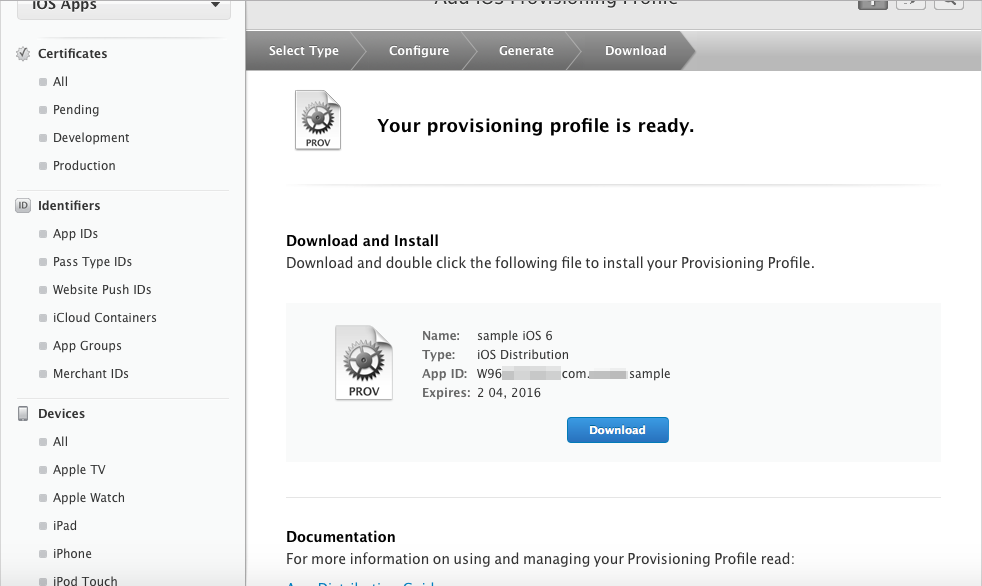 iOS Apps
Certificates
All
Pending
Development
Production
ID Identifiers
App IDs
Pass Type IDs
Website Push IDs
iCloud Containers
App Groups
Merchant IDs
Devices
All
Apple TV
Apple Watch
iPad
iPhone
iPod Touch
Add iOS Provisioning Profile
Select Type Configure Generate Download
PROV
Your provisioning profile is ready.
Download and Install
Download and double click the following file to install your Provisioning Profile.
PROV
Name: sample iOS 6
Type: iOS Distribution
App ID: W96 com. sample
Expires: 2 04, 2016
Download
Documentation
For more information on using and managing your Provisioning Profile read:
App Distribution Guide